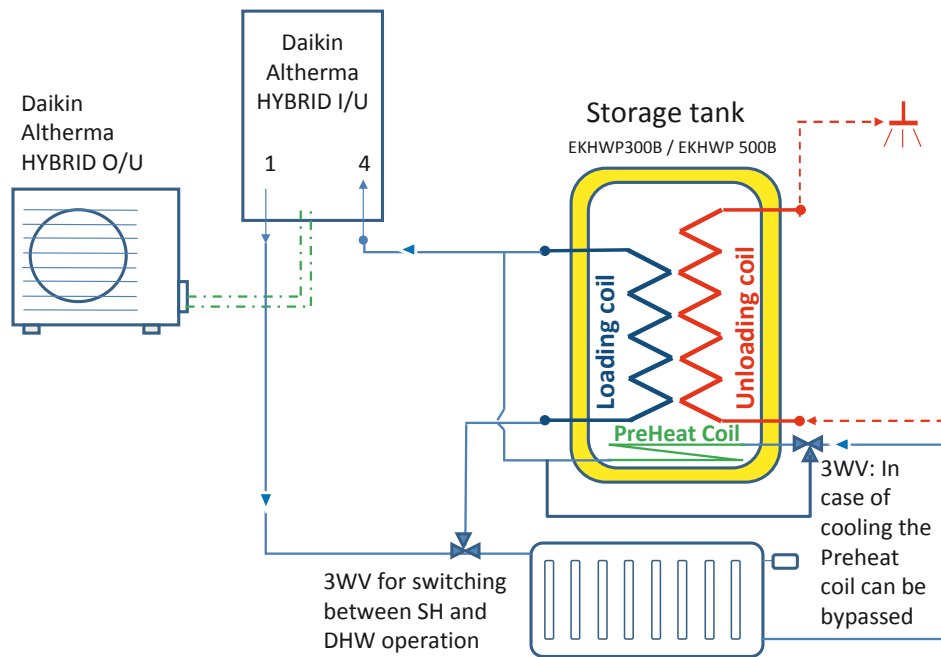 Daikin
Altherma
HYBRID I/U
1
4
Daikin
Altherma
HYBRID O/U
Storage tank
EKHWP300B / EKHWP 500B
Loading coil
Unloading coil
PreHeat Coil
3WV: In
case of
cooling the
Preheat
coil can be
bypassed
3WV for switching
between SH and
DHW operation